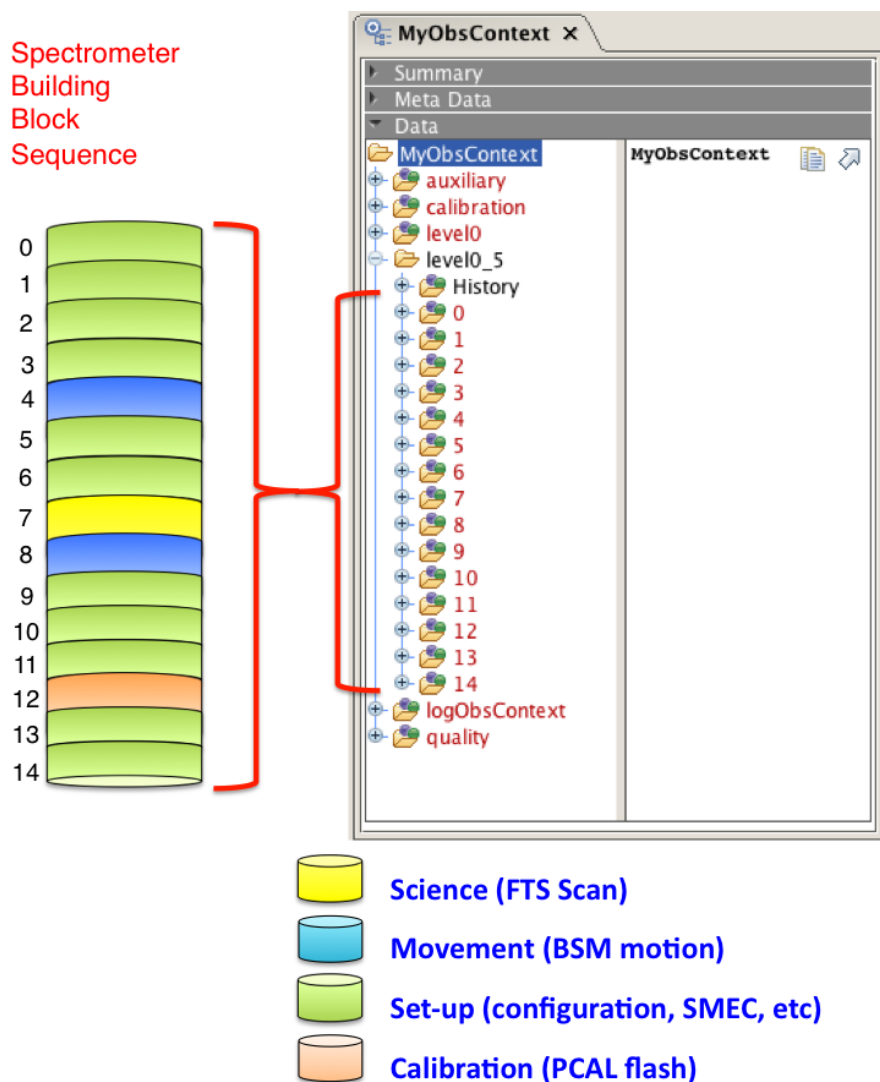 Spectrometer
Building
Block
Sequence
0
1
2
3
4
5
6
7
8
9
10
11
12
13
14
MyObsContext ×
Summary
Meta Data
Data
MyObsContext
auxiliary
calibration
level0
level0_5
History
0
1
2
3
4
5
6
7
8
9
10
11
12
13
14
logObsContext
quality
MyObsContext
Science (FTS Scan)
Movement (BSM motion)
Set-up (configuration, SMEC, etc)
Calibration (PCAL flash)